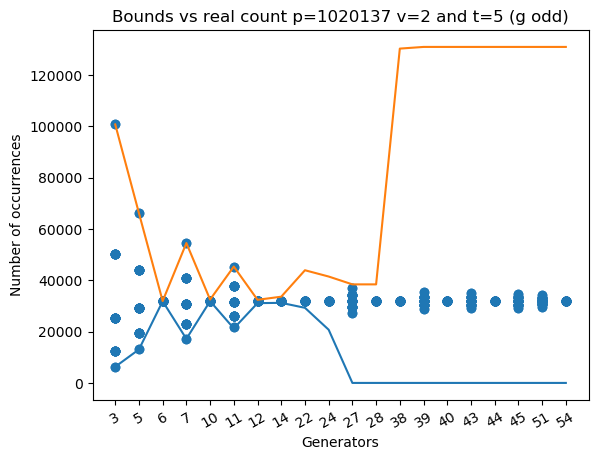 Bounds vs real count p=1020137 v=2 and t=5 (g odd)
Number of occurrences
120000
100000
80000
60000
40000
20000
0
3 5 6 7 10 11 12 14 22 24 27 28 38 39 40 43 44 45 51 54
Generators